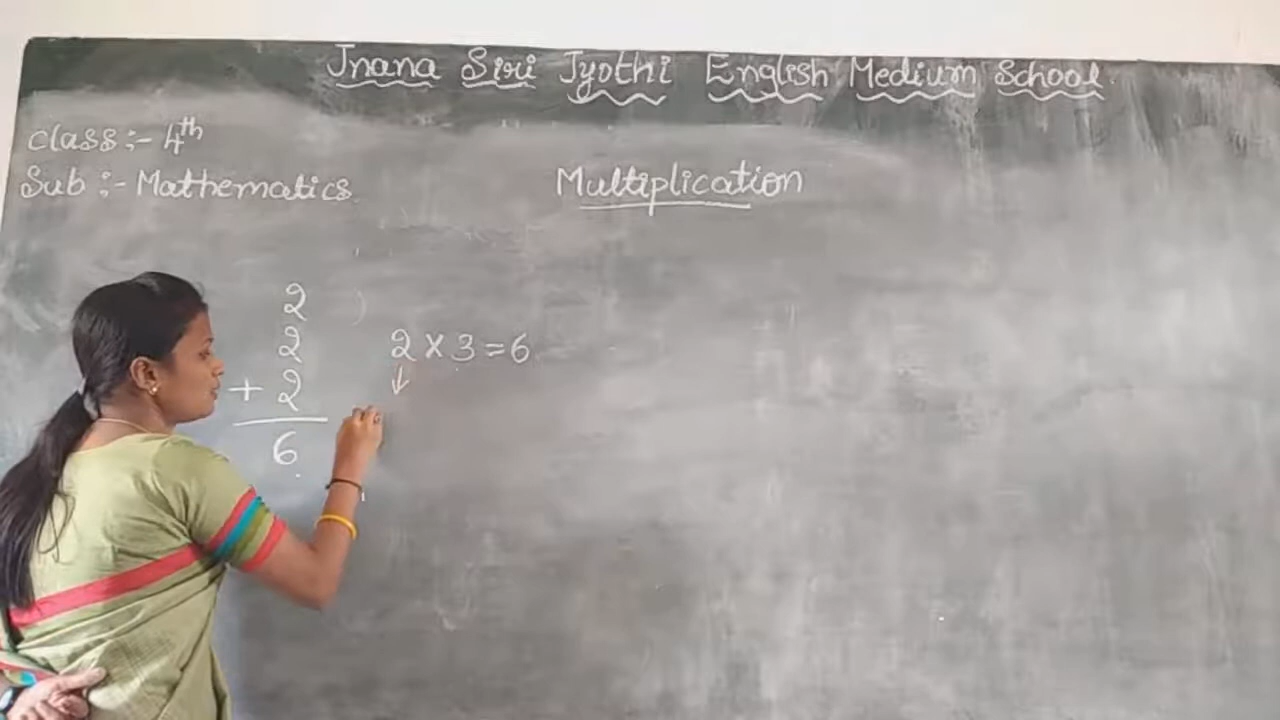 Jnana Siri Jyothi English Medium School.
Class :- 4th
Sub :- Mathematics.
Multiplication
2
2
+ 2
6
2 × 3 = 6
↓